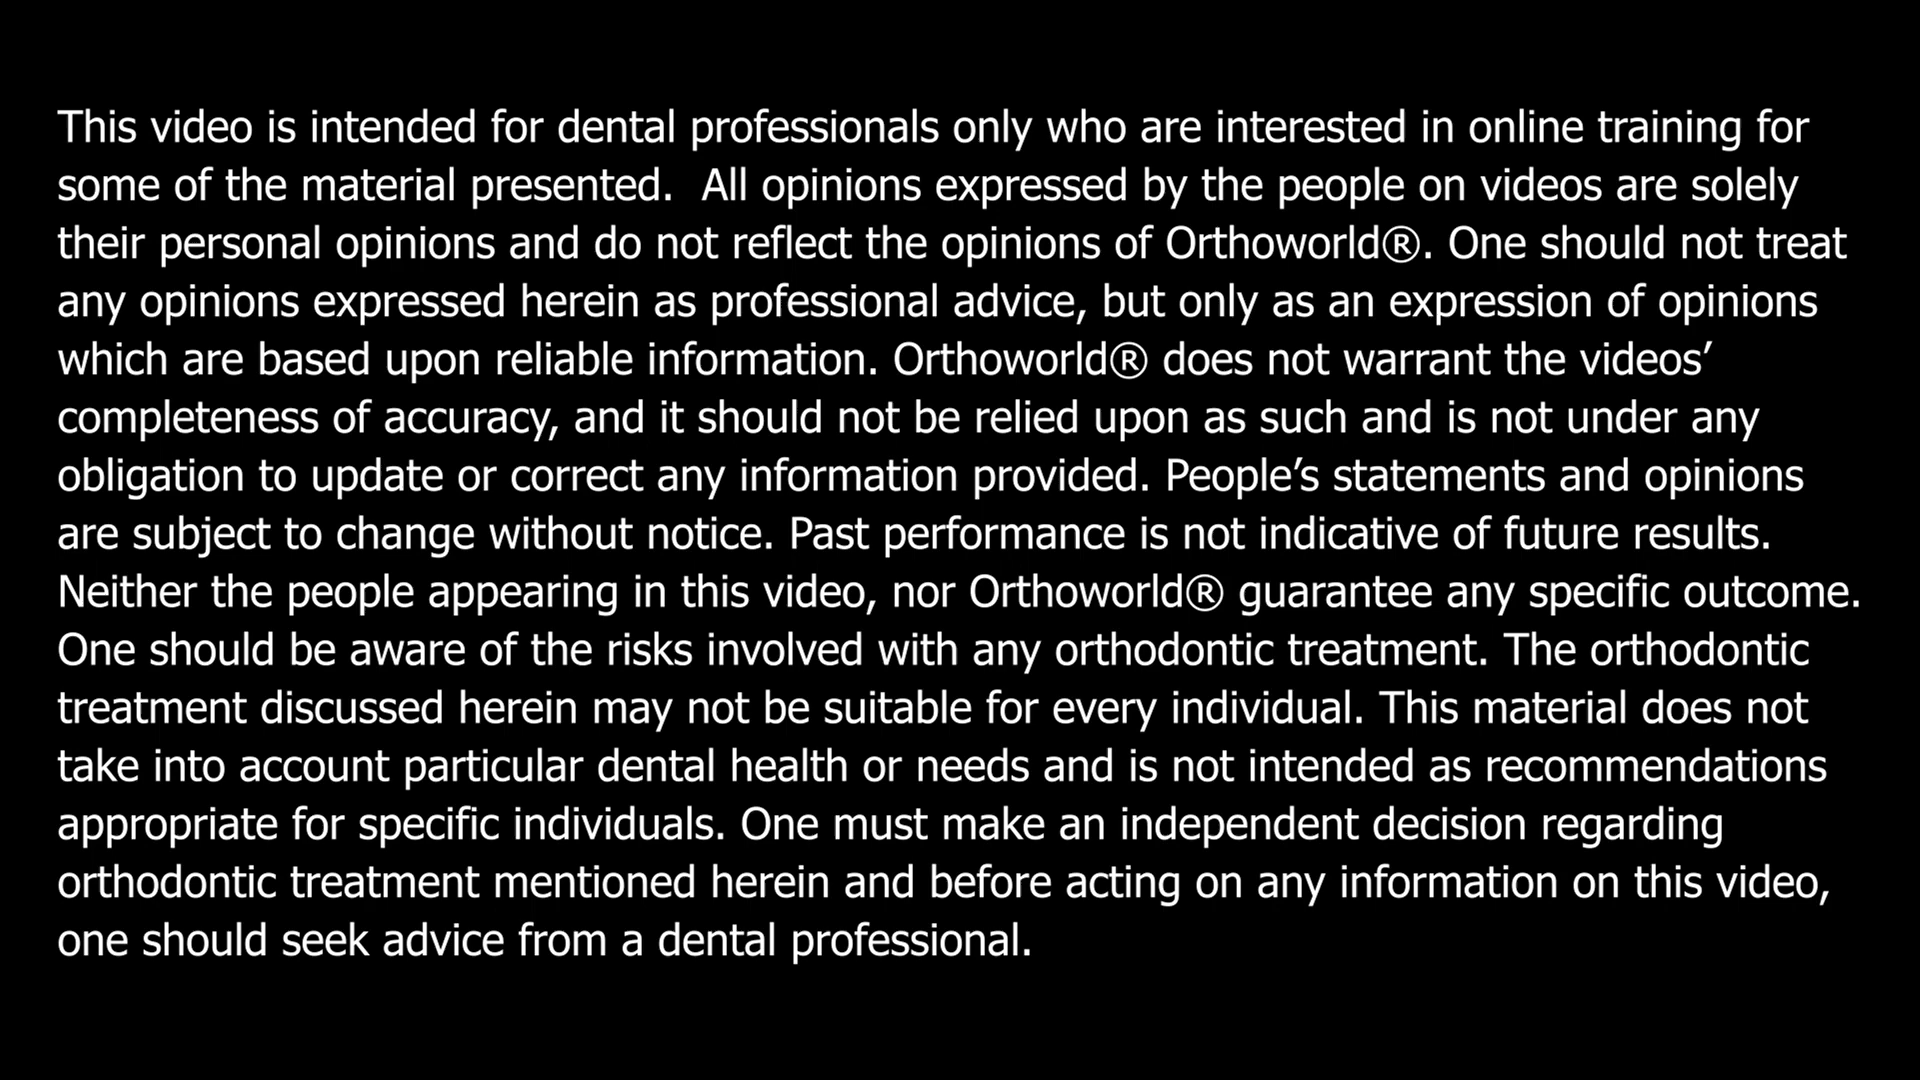 This video is intended for dental professionals only who are interested in online training for
some of the material presented.  All opinions expressed by the people on videos are solely
their personal opinions and do not reflect the opinions of Orthoworld®. One should not treat
any opinions expressed herein as professional advice, but only as an expression of opinions
which are based upon reliable information. Orthoworld® does not warrant the videos’
completeness of accuracy, and it should not be relied upon as such and is not under any
obligation to update or correct any information provided. People’s statements and opinions
are subject to change without notice. Past performance is not indicative of future results.
Neither the people appearing in this video, nor Orthoworld® guarantee any specific outcome.
One should be aware of the risks involved with any orthodontic treatment. The orthodontic
treatment discussed herein may not be suitable for every individual. This material does not
take into account particular dental health or needs and is not intended as recommendations
appropriate for specific individuals. One must make an independent decision regarding
orthodontic treatment mentioned herein and before acting on any information on this video,
one should seek advice from a dental professional.